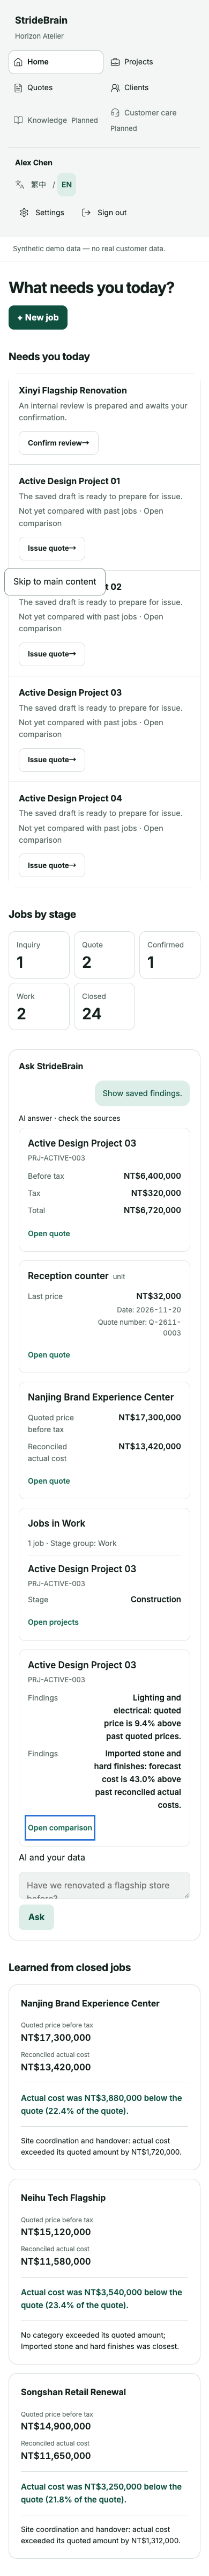 StrideBrain
Horizon Atelier
Home
Projects
Quotes
Clients
Knowledge Planned
Customer care
Planned
Alex Chen
繁中 / EN
Settings
Sign out
Synthetic demo data — no real customer data.
What needs you today?
+ New job
Needs you today
Xinyi Flagship Renovation
An internal review is prepared and awaits your
confirmation.
Confirm review→
Active Design Project 01
The saved draft is ready to prepare for issue.
Not yet compared with past jobs · Open
comparison
Issue quote→
Skip to main content
t 02
The saved draft is ready to prepare for issue.
Not yet compared with past jobs · Open
comparison
Issue quote→
Active Design Project 03
The saved draft is ready to prepare for issue.
Not yet compared with past jobs · Open
comparison
Issue quote→
Active Design Project 04
The saved draft is ready to prepare for issue.
Not yet compared with past jobs · Open
comparison
Issue quote→
Jobs by stage
Inquiry
1
Quote
2
Confirmed
1
Work
2
Closed
24
Ask StrideBrain
Show saved findings.
AI answer · check the sources
Active Design Project 03
PRJ-ACTIVE-003
Before tax NT$6,400,000
Tax NT$320,000
Total NT$6,720,000
Open quote
Reception counter unit
Last price NT$32,000
Date: 2026-11-20
Quote number: Q-2611-
0003
Open quote
Nanjing Brand Experience Center
Quoted price NT$17,300,000
before tax
Reconciled NT$13,420,000
actual cost
Open quote
Jobs in Work
1 job · Stage group: Work
Active Design Project 03
PRJ-ACTIVE-003
Stage Construction
Open projects
Active Design Project 03
PRJ-ACTIVE-003
Findings Lighting and
electrical: quoted
price is 9.4% above
past quoted prices.
Findings Imported stone and
hard finishes: forecast
cost is 43.0% above
past reconciled actual
costs.
Open comparison
AI and your data
Have we renovated a flagship store
before?
Ask
Learned from closed jobs
Nanjing Brand Experience Center
Quoted price before tax
NT$17,300,000
Reconciled actual cost
NT$13,420,000
Actual cost was NT$3,880,000 below the
quote (22.4% of the quote).
Site coordination and handover: actual cost
exceeded its quoted amount by NT$1,720,000.
Neihu Tech Flagship
Quoted price before tax
NT$15,120,000
Reconciled actual cost
NT$11,580,000
Actual cost was NT$3,540,000 below the
quote (23.4% of the quote).
No category exceeded its quoted amount;
Imported stone and hard finishes was closest.
Songshan Retail Renewal
Quoted price before tax
NT$14,900,000
Reconciled actual cost
NT$11,650,000
Actual cost was NT$3,250,000 below the
quote (21.8% of the quote).
Site coordination and handover: actual cost
exceeded its quoted amount by NT$1,312,000.